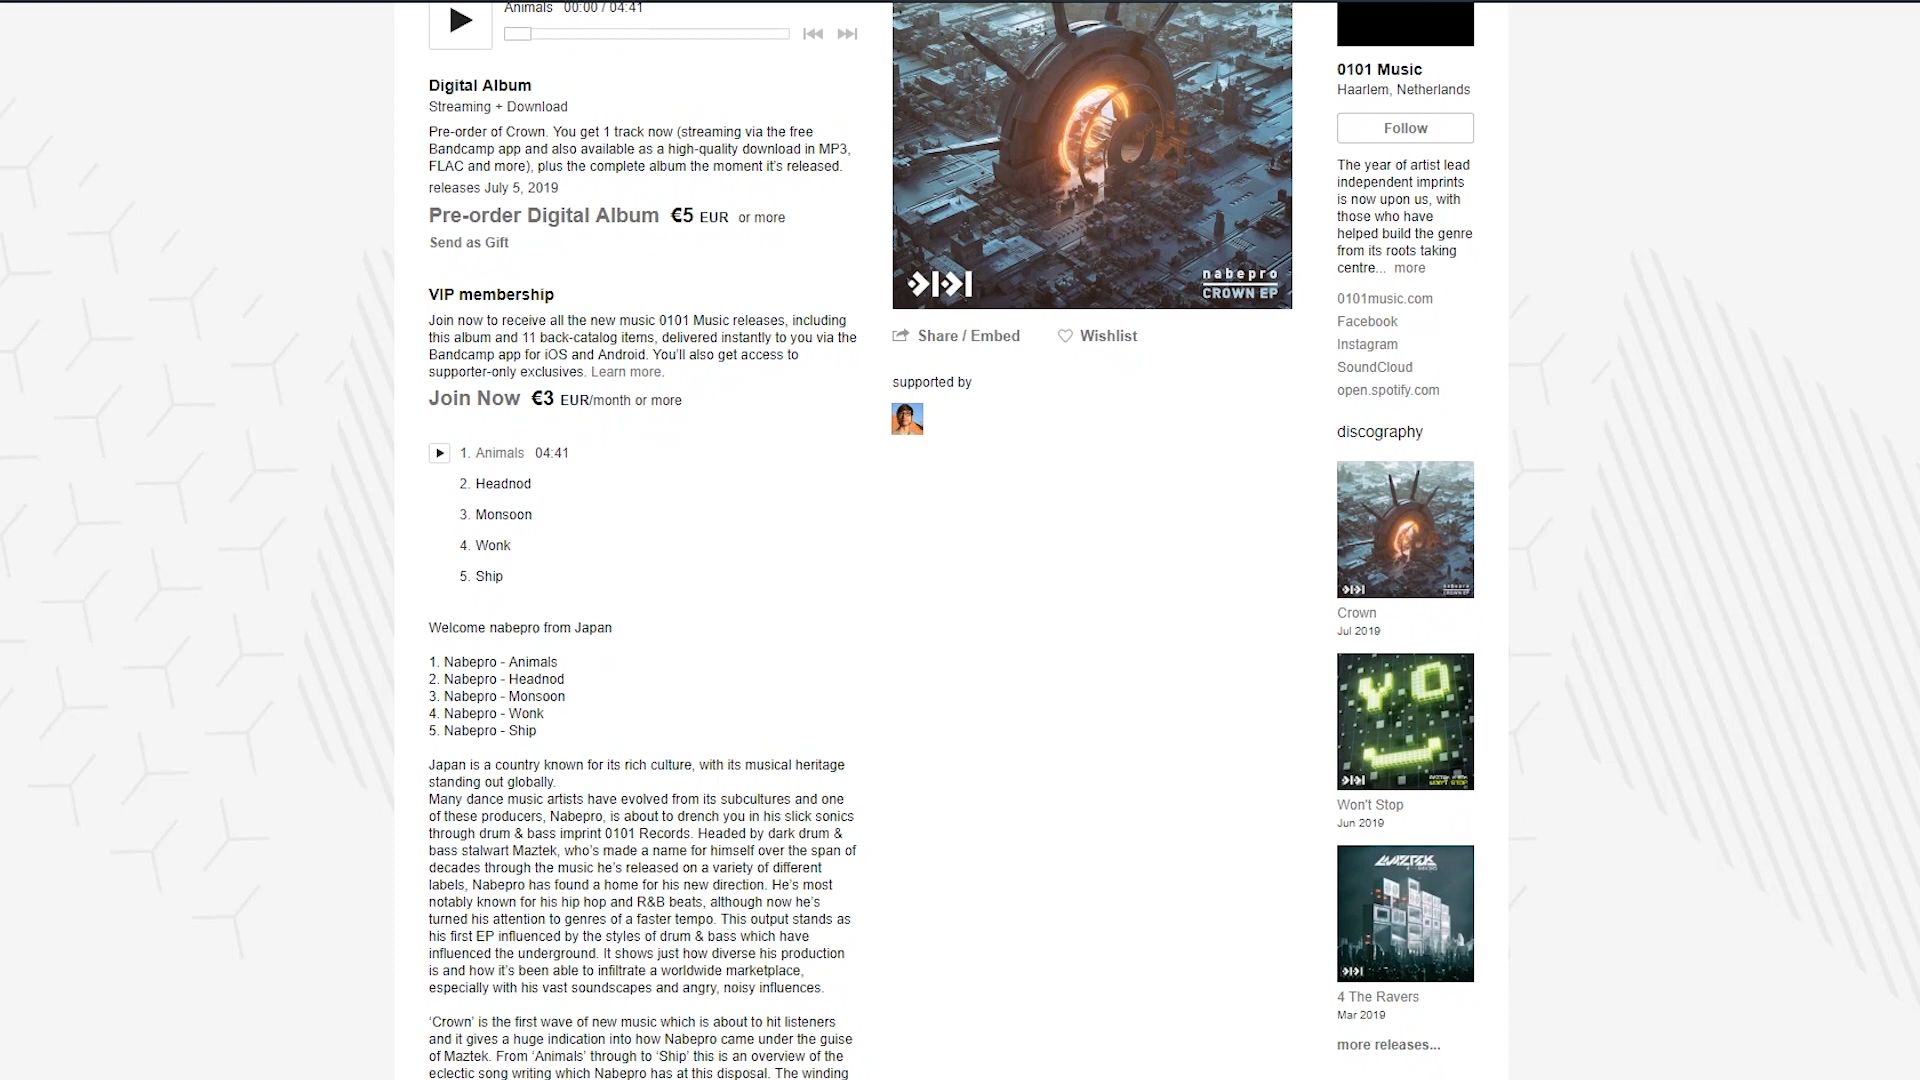 Animals 00:00 / 04:41
Digital Album
Streaming + Download
Pre-order of Crown. You get 1 track now (streaming via the free
Bandcamp app and also available as a high-quality download in MP3,
FLAC and more), plus the complete album the moment it's released.
releases July 5, 2019
Pre-order Digital Album €5 EUR or more
Send as Gift
VIP membership
Join now to receive all the new music 0101 Music releases, including
this album and 11 back-catalog items, delivered instantly to you via the
Bandcamp app for iOS and Android. You'll also get access to
supporter-only exclusives. Learn more.
Join Now €3 EUR/month or more
1. Animals 04:41
2. Headnod
3. Monsoon
4. Wonk
5. Ship
Welcome nabepro from Japan
1. Nabepro - Animals
2. Nabepro - Headnod
3. Nabepro - Monsoon
4. Nabepro - Wonk
5. Nabepro - Ship
Japan is a country known for its rich culture, with its musical heritage
standing out globally.
Many dance music artists have evolved from its subcultures and one
of these producers, Nabepro, is about to drench you in his slick sonics
through drum & bass imprint 0101 Records. Headed by dark drum &
bass stalwart Maztek, who's made a name for himself over the span of
decades through the music he's released on a variety of different
labels, Nabepro has found a home for his new direction. He's most
notably known for his hip hop and R&B beats, although now he's
turned his attention to genres of a faster tempo. This output stands as
his first EP influenced by the styles of drum & bass which have
influenced the underground. It shows just how diverse his production
is and how it's been able to infiltrate a worldwide marketplace,
especially with his vast soundscapes and angry, noisy influences.
‘Crown’ is the first wave of new music which is about to hit listeners
and it gives a huge indication into how Nabepro came under the guise
of Maztek. From ‘Animals’ through to ‘Ship’ this is an overview of the
eclectic song writing which Nabepro has at this disposal. The winding
nabepro
CROWN EP
Share / Embed
Wishlist
supported by
0101 Music
Haarlem, Netherlands
Follow
The year of artist lead
independent imprints
is now upon us, with
those who have
helped build the genre
from its roots taking
centre... more
0101music.com
Facebook
Instagram
SoundCloud
open.spotify.com
discography
nabepro
CROWN EP
Crown
Jul 2019
YO
WON'T STOP
Won't Stop
Jun 2019
MAZTEK
4 The Ravers
Mar 2019
more releases...